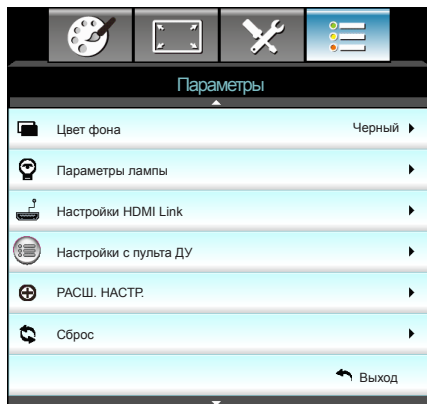 Параметры
Цвет фона Черный
Параметры лампы
Настройки HDMI Link
Настройки с пульта ДУ
РАСШ. НАСТР.
Сброс
Выход